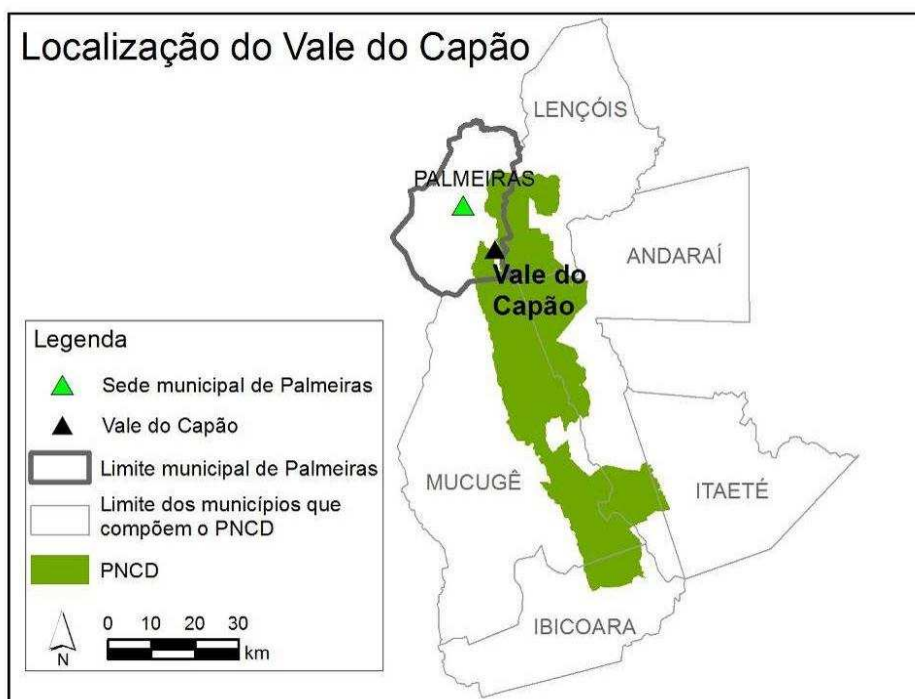 Localização do Vale do Capão
LENÇÓIS
PALMEIRAS
ANDARAÍ
Vale do
Capão
MUCUGÊ
ITAETÉ
IBICOARA
Legenda
Sede municipal de Palmeiras
Vale do Capão
Limite municipal de Palmeiras
Limite dos municípios que
compõem o PNCD
PNCD
0 10 20 30
km
N